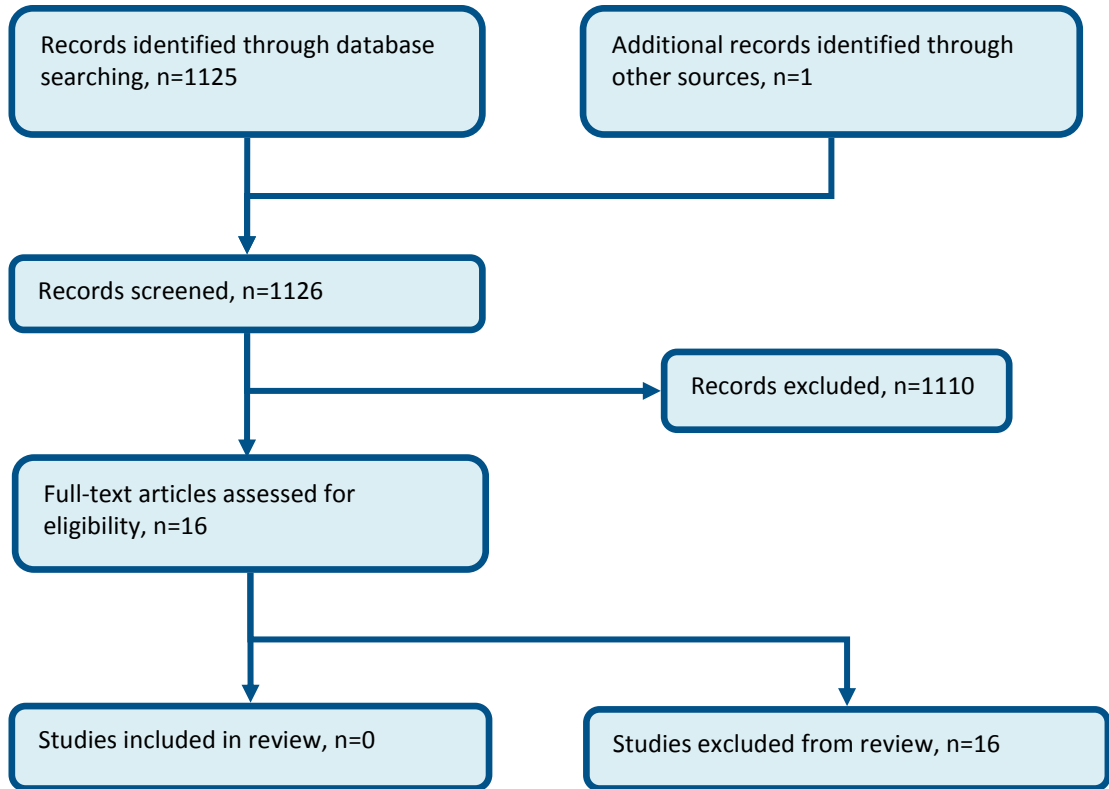 Records identified through database
searching, n=1125
Additional records identified through
other sources, n=1
Records screened, n=1126
Records excluded, n=1110
Full-text articles assessed for
eligibility, n=16
Studies included in review, n=0
Studies excluded from review, n=16